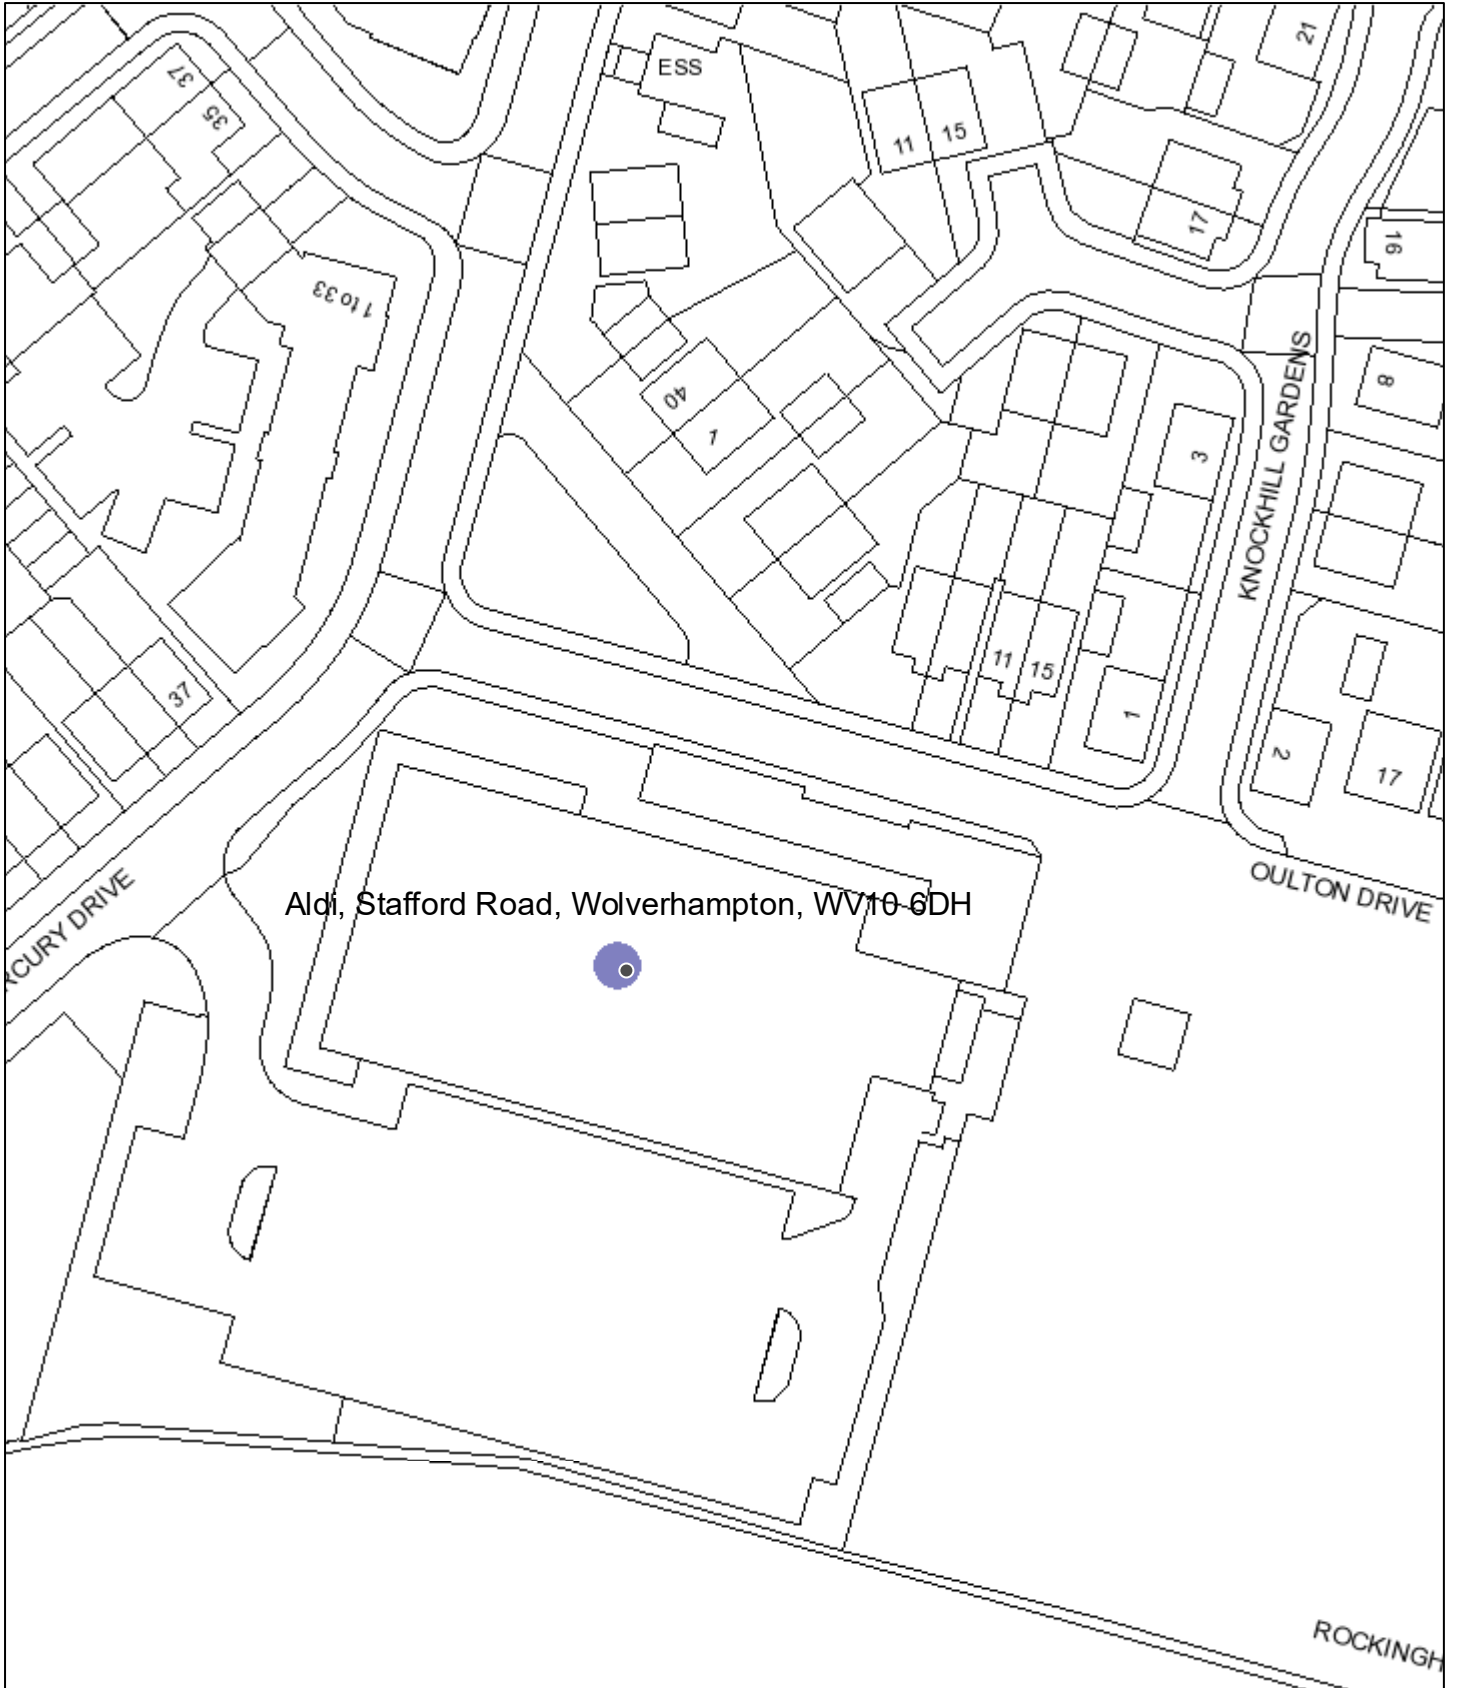 21
37
ESS
35
11
15
17
16
1 to 33
8
40
1
3
KNOCKHILL GARDENS
11
15
37
1
2
17
OULTON DRIVE
Aldi, Stafford Road, Wolverhampton, WV10 6DH
RCURY DRIVE
ROCKINGH